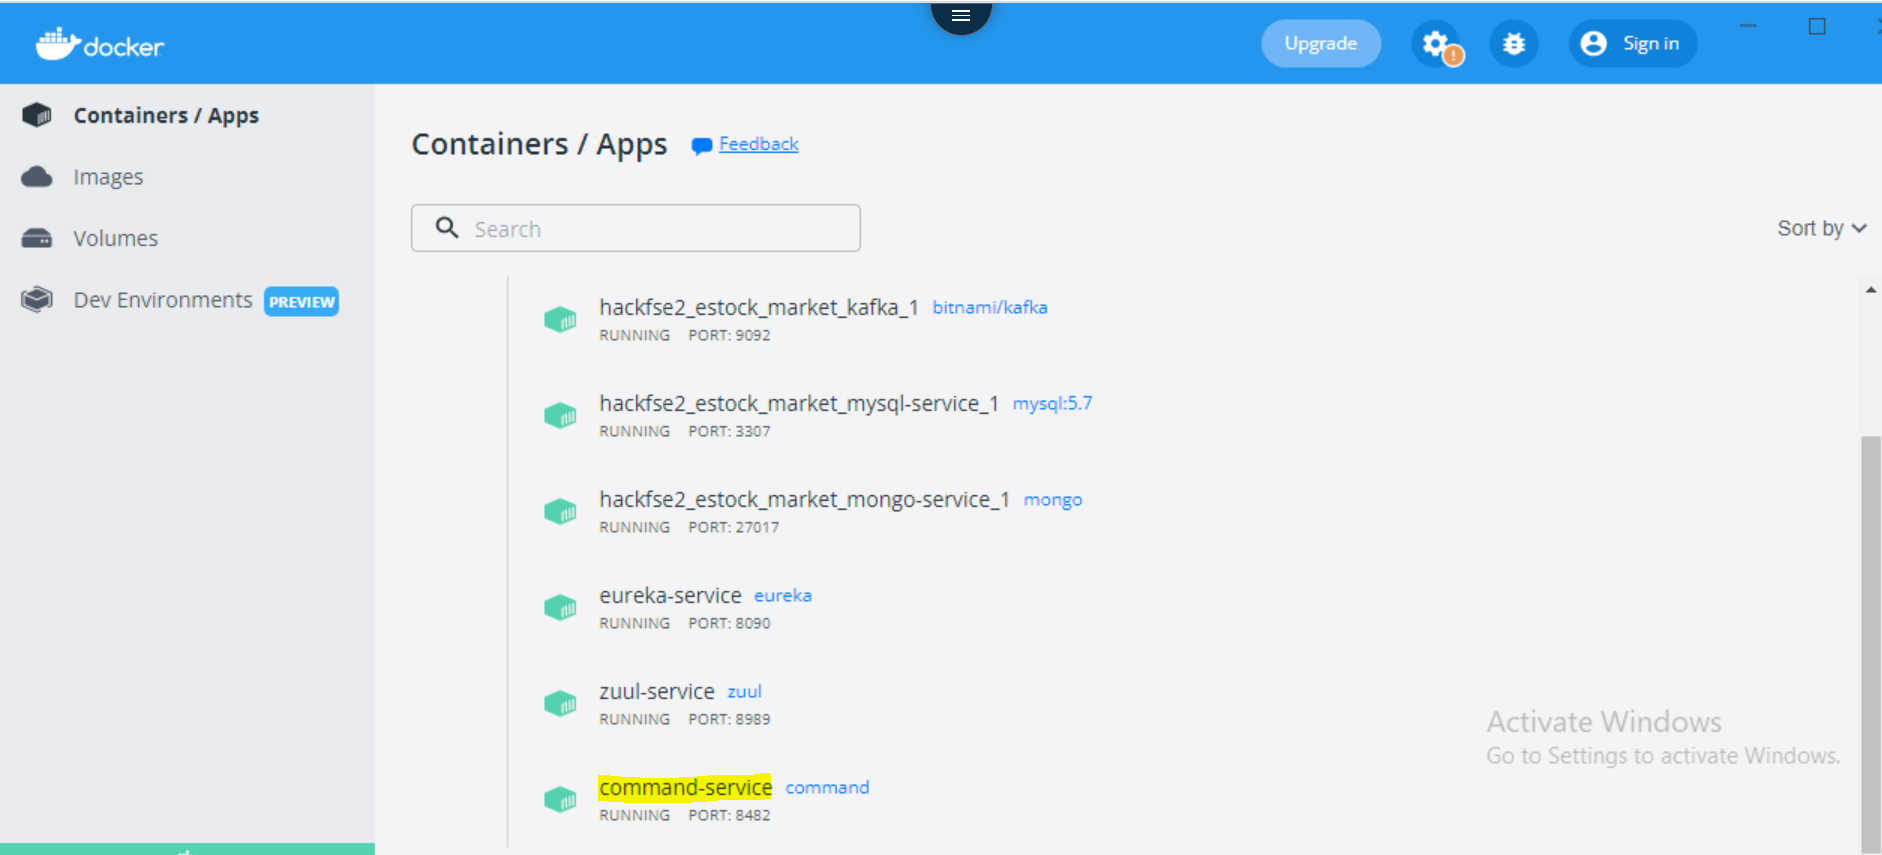 docker
Upgrade
Sign in
Containers / Apps
Images
Volumes
Dev Environments PREVIEW
Containers / Apps Feedback
Search
Sort by
hackfse2_estock_market_kafka_1 bitnami/kafka
RUNNING PORT: 9092
hackfse2_estock_market_mysql-service_1 mysql:5.7
RUNNING PORT: 3307
hackfse2_estock_market_mongo-service_1 mongo
RUNNING PORT: 27017
eureka-service eureka
RUNNING PORT: 8090
zuul-service zuul
RUNNING PORT: 8989
command-service command
RUNNING PORT: 8482
Activate Windows
Go to Settings to activate Windows.